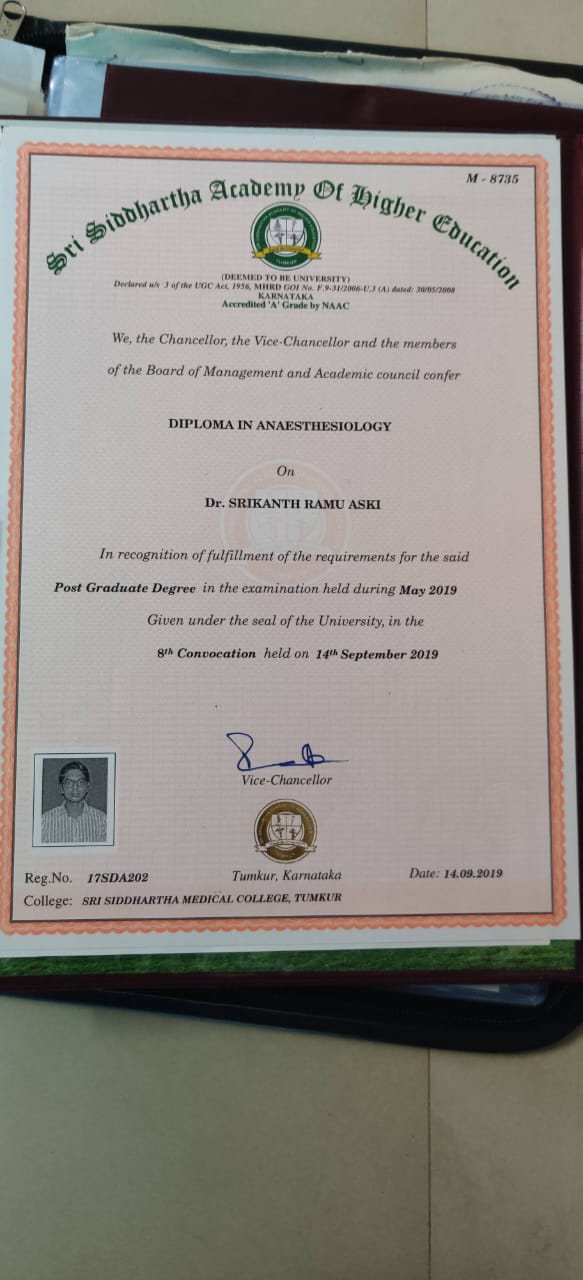 M - 8735
Sri Siddhartha Academy Of Higher Education
(DEEMED TO BE UNIVERSITY)
Declared u/s 3 of the UGC Act, 1956, MHRD GOI No. F.9-31/2006-U.3 (A) dated: 30/05/2008
KARNATAKA
Accredited 'A' Grade by NAAC
We, the Chancellor, the Vice-Chancellor and the members
of the Board of Management and Academic council confer
DIPLOMA IN ANAESTHESIOLOGY
On
Dr. SRIKANTH RAMU ASKI
In recognition of fulfillment of the requirements for the said
Post Graduate Degree in the examination held during May 2019
Given under the seal of the University, in the
8th Convocation held on 14th September 2019
Vice-Chancellor
Reg.No. 17SDA202
Tumkur, Karnataka
Date: 14.09.2019
College: SRI SIDDHARTHA MEDICAL COLLEGE, TUMKUR